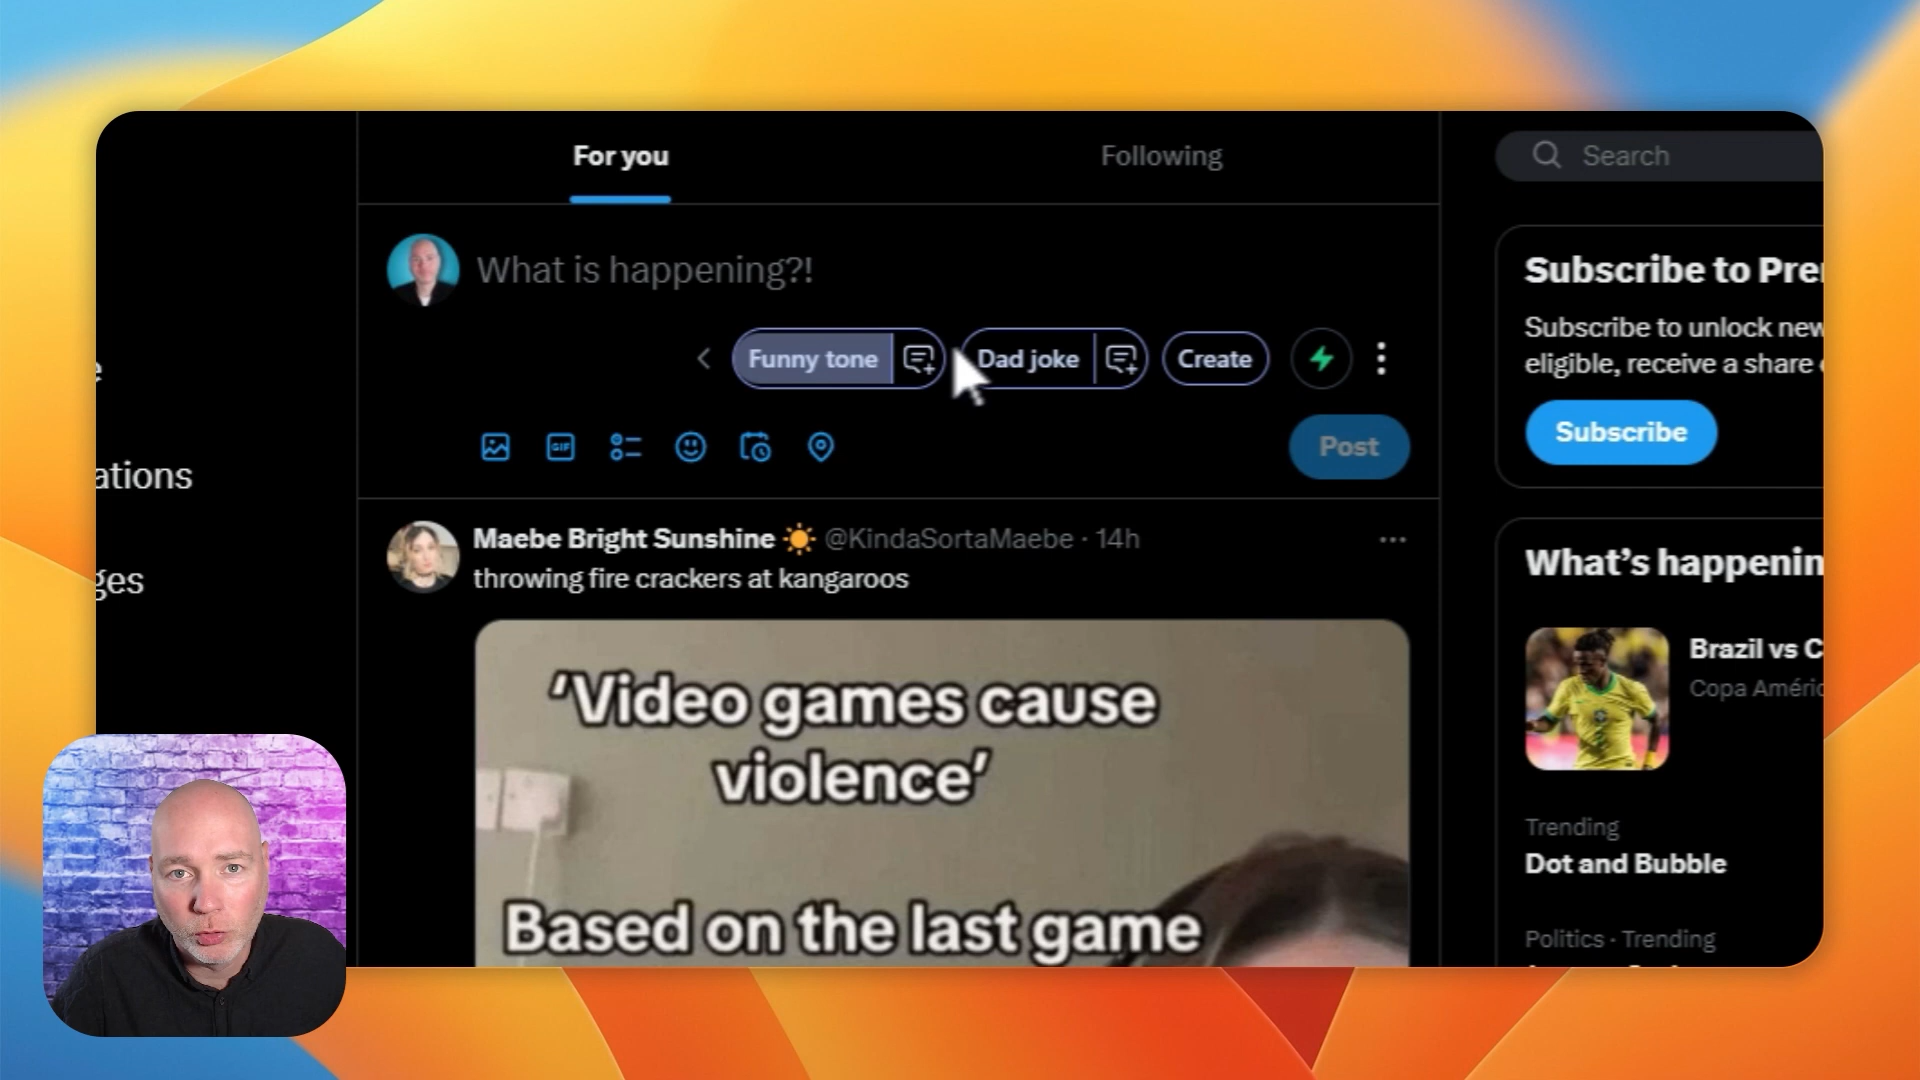 For you
Following
Search
What is happening?!
Funny tone
Dad joke
Create
GIF
Post
Subscribe to Pre
Subscribe to unlock new
eligible, receive a share
Subscribe
ations
ges
Maebe Bright Sunshine @KindaSortaMaebe · 14h
throwing fire crackers at kangaroos
'Video games cause
violence'
Based on the last game
What's happenin
Brazil vs C
Copa Améric
Trending
Dot and Bubble
Politics · Trending